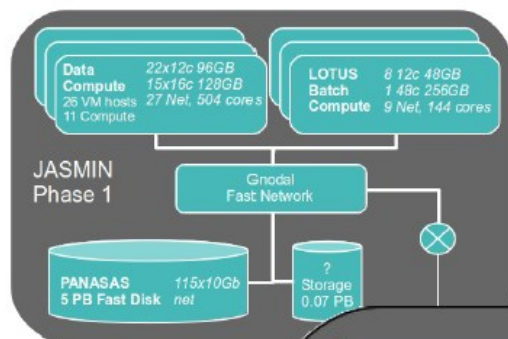 Data 22x12c 96GB
Compute 15x16c 128GB
26 VM hosts 27 Net, 504 cores
11 Compute
LOTUS 8 12c 48GB
Batch 1 48c 256GB
Compute 9 Net, 144 cores
JASMIN
Phase 1
Gnodal
Fast Network
PANASAS 115x10Gb
5 PB Fast Disk net
?
Storage
0.07 PB